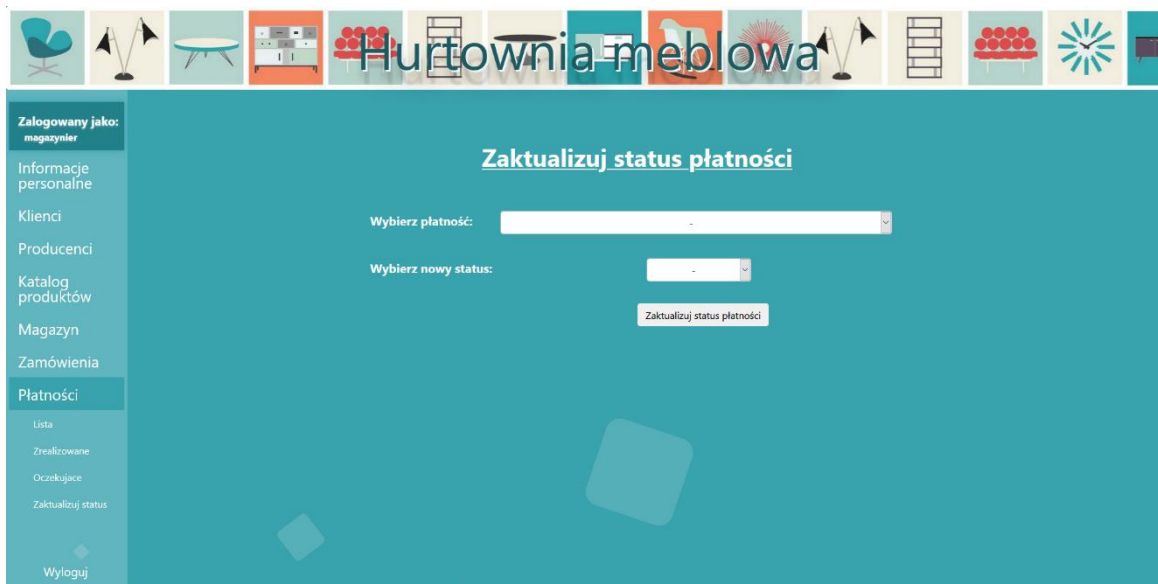 Hurtownia meblowa
Zalogowany jako:
magazynier
Informacje
personalne
Klienci
Producenci
Katalog
produktów
Magazyn
Zamówienia
Płatności
Lista
Zrealizowane
Oczekujace
Zaktualizuj status
Wyloguj
Zaktualizuj status płatności
Wybierz płatność:
-
Wybierz nowy status:
-
Zaktualizuj status płatności